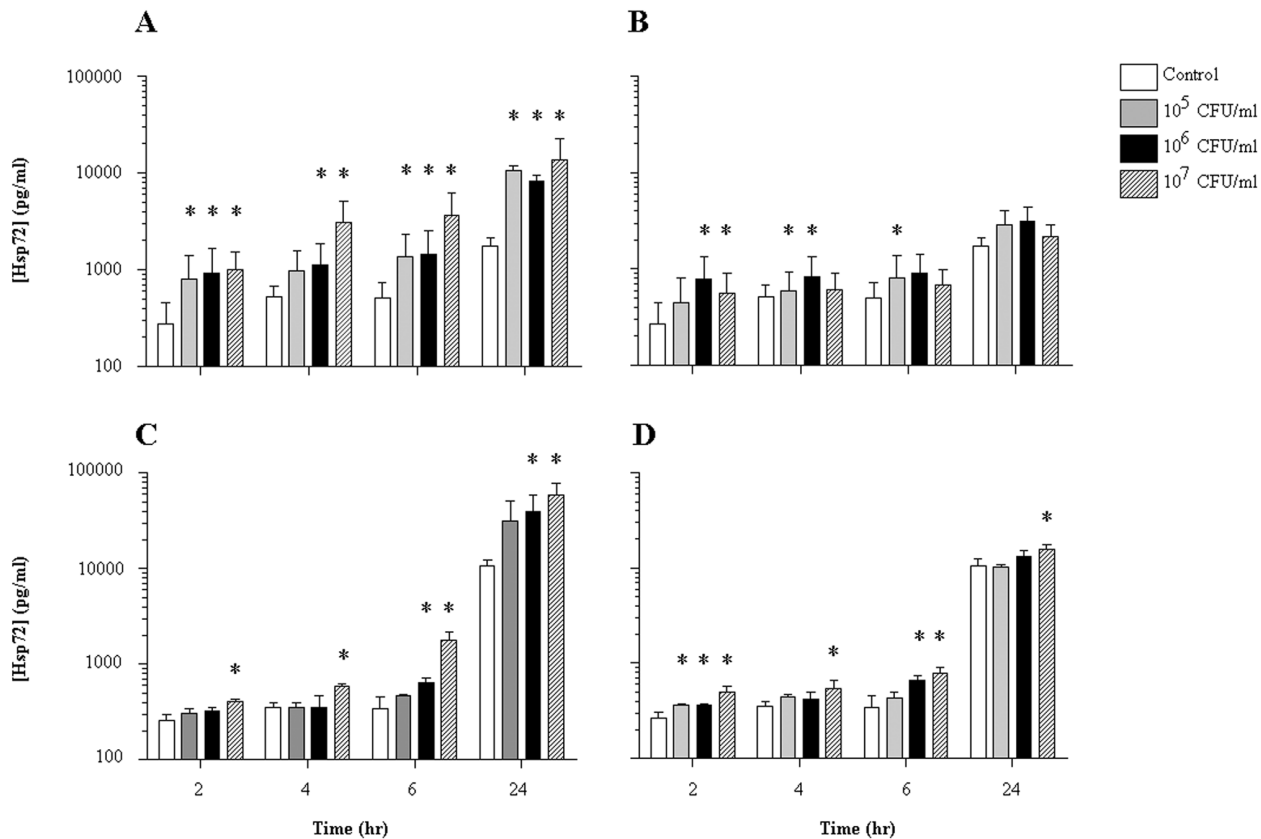 A
B
100000
10000
1000
100
[Hsp72] (pg/ml)
* * *
* *
* * *
* * *
* *
* *
*
Control
10^5 CFU/ml
10^6 CFU/ml
10^7 CFU/ml
C
D
100000
10000
1000
100
[Hsp72] (pg/ml)
*
*
* *
* *
* * *
*
* *
*
2 4 6 24
Time (hr)
2 4 6 24
Time (hr)